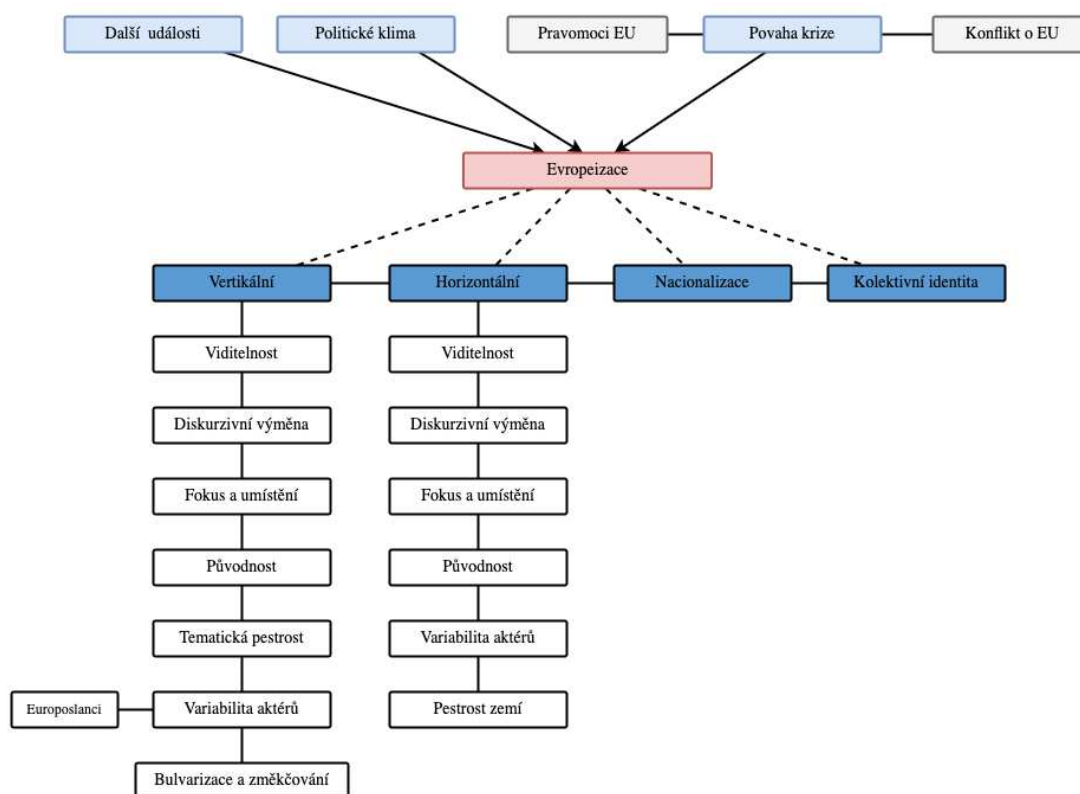 Další události
Politické klima
Pravomoci EU
Povaha krize
Konflikt o EU
Evropeizace
Vertikální
Horizontální
Nacionalizace
Kolektivní identita
Viditelnost
Viditelnost
Diskurzivní výměna
Diskurzivní výměna
Fokus a umístění
Fokus a umístění
Původnost
Původnost
Tematická pestrost
Variabilita aktérů
Europoslanci
Variabilita aktérů
Pestrost zemí
Bulvarizace a změkčování